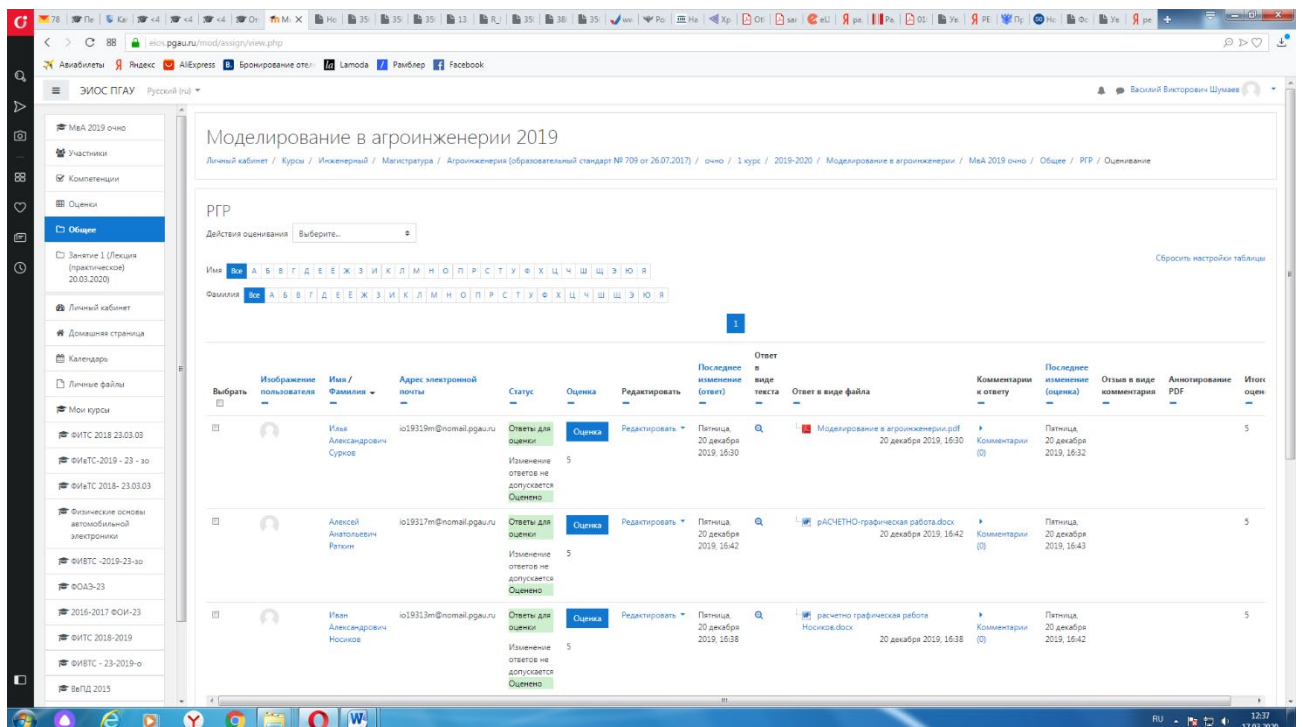 eios.pgau.ru/mod/assign/view.php
Авиабилеты Яндекс AliExpress Бронирование отел Lamoda Рамблер Facebook
ЭИОС ПГАУ Русский (ru)
Василий Викторович Шумаев
МвА 2019 очно
Участники
Компетенции
Оценки
Общее
Занятие 1 (Лекция
(практическое)
20.03.2020)
Личный кабинет
Домашняя страница
Календарь
Личные файлы
Мои курсы
ФИТС 2018 23.03.03
ФИвТС-2019 - 23 - зо
ФИвТС 2018- 23.03.03
Физические основы
автомобильной
электроники
ФИВТС -2019-23-зо
ФОАЭ-23
2016-2017 ФОИ-23
ФИТС 2018-2019
ФИВТС - 23-2019-о
ВвПД 2015
Моделирование в агроинженерии 2019
Личный кабинет / Курсы / Инженерный / Магистратура / Агроинженерия (образовательный стандарт № 709 от 26.07.2017) / очно / 1 курс / 2019-2020 / Моделирование в агроинженерии / МвА 2019 очно / Общее / РГР / Оценивание
РГР
Действия оценивания Выберите...
Сбросить настройки таблицы
Имя Все А Б В Г Д Е Ё Ж З И К Л М Н О П Р С Т У Ф Х Ц Ч Ш Щ Э Ю Я
Фамилия Все А Б В Г Д Е Ё Ж З И К Л М Н О П Р С Т У Ф Х Ц Ч Ш Щ Э Ю Я
1
Выбрать
Изображение
пользователя
Имя /
Фамилия
Адрес электронной
почты
Статус
Оценка
Редактировать
Последнее
изменение
(ответ)
Ответ
в
виде
текста
Ответ в виде файла
Комментарии
к ответу
Последнее
изменение
(оценка)
Отзыв в виде
комментария
Аннотирование
PDF
Итого
оцен
Илья
Александрович
Сурков
io19319m@nomail.pgau.ru
Ответы для
оценки
Изменение
ответов не
допускается
Оценено
Оценка
5
Редактировать
Пятница,
20 декабря
2019, 16:30
Моделирование в агроинженерии.pdf
20 декабря 2019, 16:30
Комментарии
(0)
Пятница,
20 декабря
2019, 16:32
5
Алексей
Анатольевич
Раткин
io19317m@nomail.pgau.ru
Ответы для
оценки
Изменение
ответов не
допускается
Оценено
Оценка
5
Редактировать
Пятница,
20 декабря
2019, 16:42
рАСЧЕТНО-графическая работа.docx
20 декабря 2019, 16:42
Комментарии
(0)
Пятница,
20 декабря
2019, 16:43
5
Иван
Александрович
Носиков
io19313m@nomail.pgau.ru
Ответы для
оценки
Изменение
ответов не
допускается
Оценено
Оценка
5
Редактировать
Пятница,
20 декабря
2019, 16:38
расчетно графическая работа
Носиков.docx
20 декабря 2019, 16:38
Комментарии
(0)
Пятница,
20 декабря
2019, 16:42
5
RU
12:37
17.03.2020